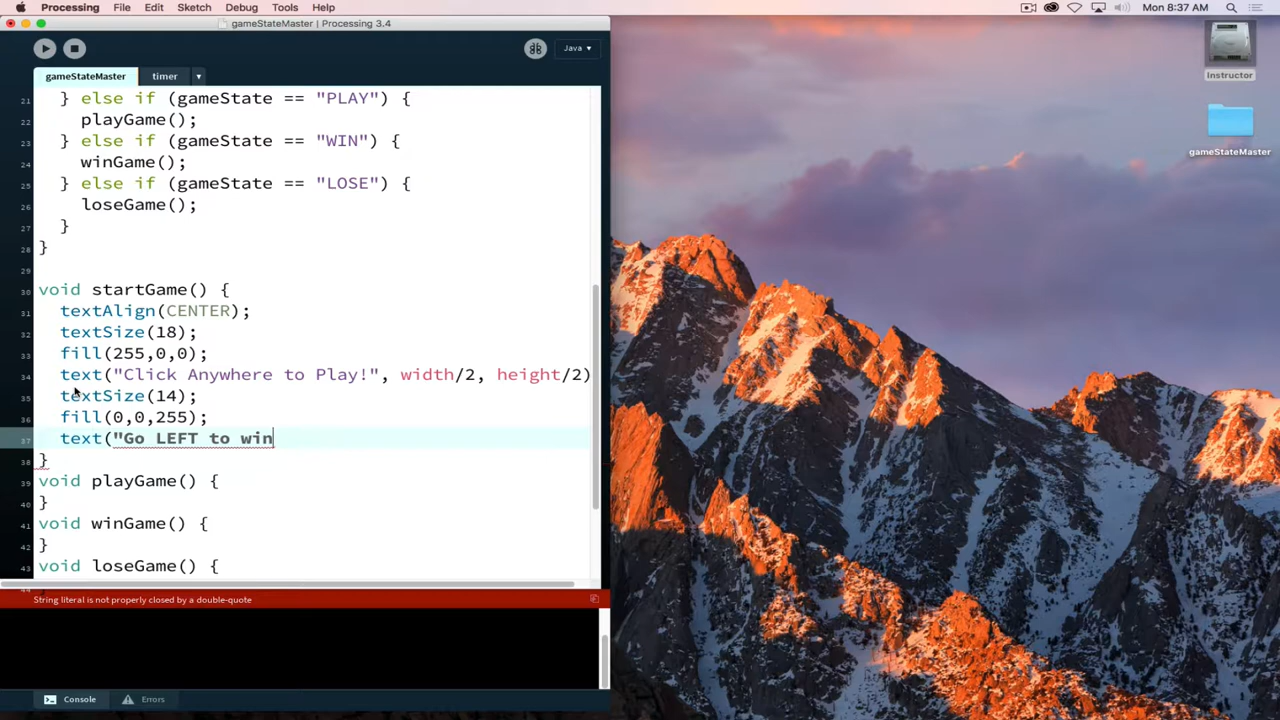 Processing File Edit Sketch Debug Tools Help Mon 8:37 AM
gameStateMaster | Processing 3.4
Java ▾
gameStateMaster timer ▾
Instructor
gameStateMaster
21 } else if (gameState == "PLAY") {
22 playGame();
23 } else if (gameState == "WIN") {
24 winGame();
25 } else if (gameState == "LOSE") {
26 loseGame();
27 }
28 }
29
30 void startGame() {
31 textAlign(CENTER);
32 textSize(18);
33 fill(255,0,0);
34 text("Click Anywhere to Play!", width/2, height/2)
35 textSize(14);
36 fill(0,0,255);
37 text("Go LEFT to win
38 }
39 void playGame() {
40 }
41 void winGame() {
42 }
43 void loseGame() {
44
String literal is not properly closed by a double-quote
Console Errors